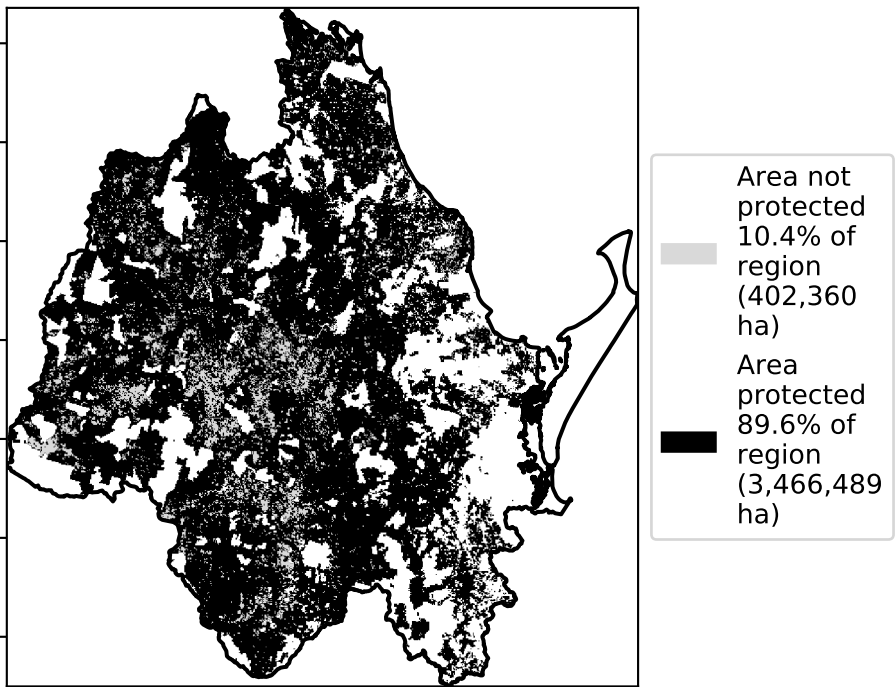 Area not
protected
10.4% of
region
(402,360
ha)
Area
protected
89.6% of
region
(3,466,489
ha)